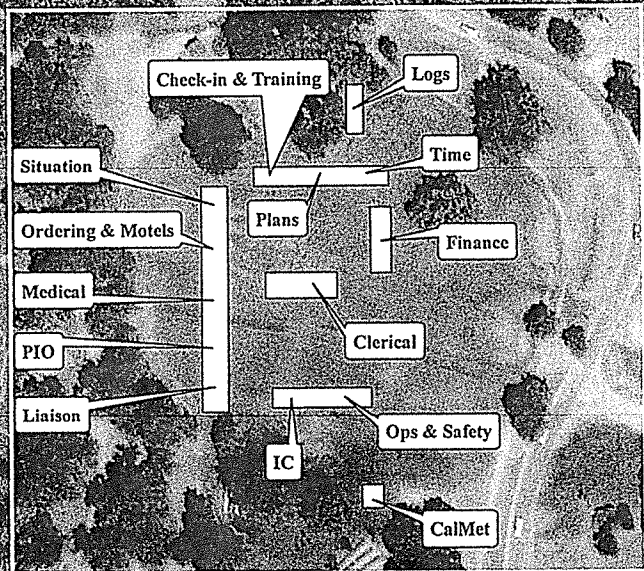 Logs
Check-in & Training
Time
Situation
Plans
Ordering & Motels
Finance
Medical
Clerical
PIO
Liaison
Ops & Safety
IC
CalMet